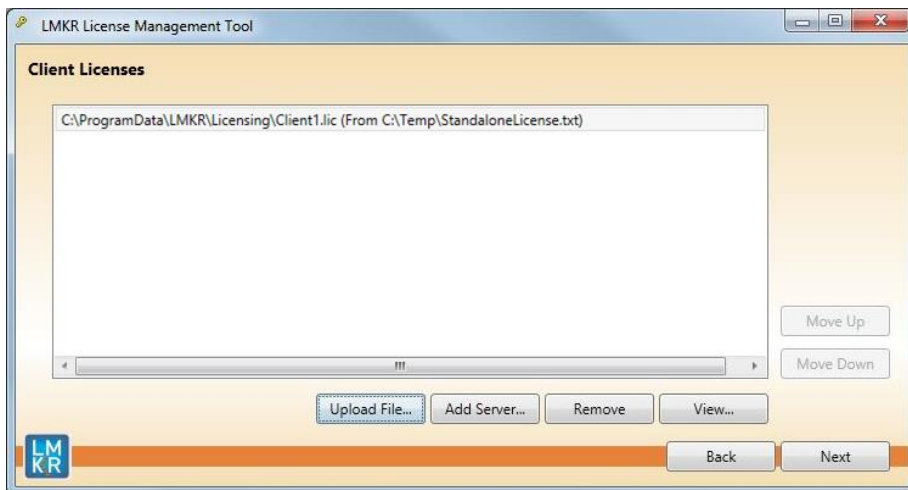 LMKR License Management Tool
Client Licenses
C:\ProgramData\LMKR\Licensing\Client1.lic (From C:\Temp\StandaloneLicense.txt)
Move Up
Move Down
Upload File... Add Server... Remove View...
LM
KR
Back Next